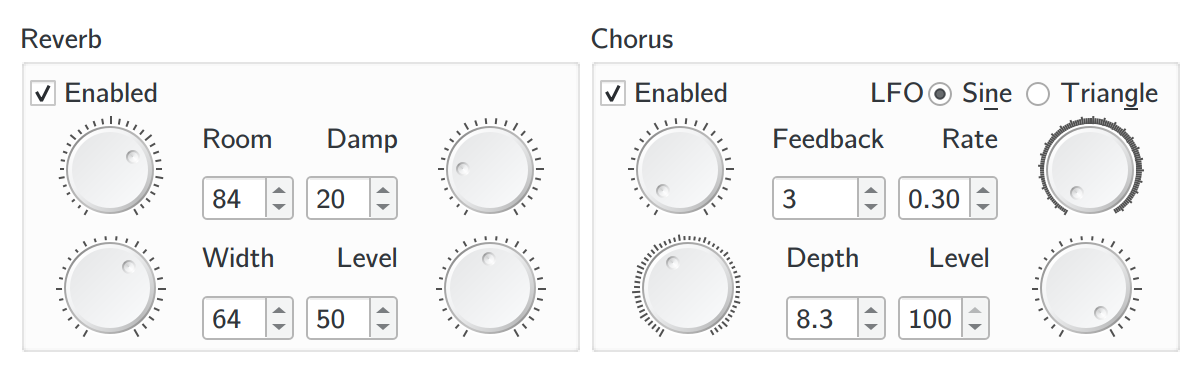 Reverb
Enabled
Room Damp
84 20
Width Level
64 50
Chorus
Enabled LFO Sine Triangle
Feedback Rate
3 0.30
Depth Level
8.3 100